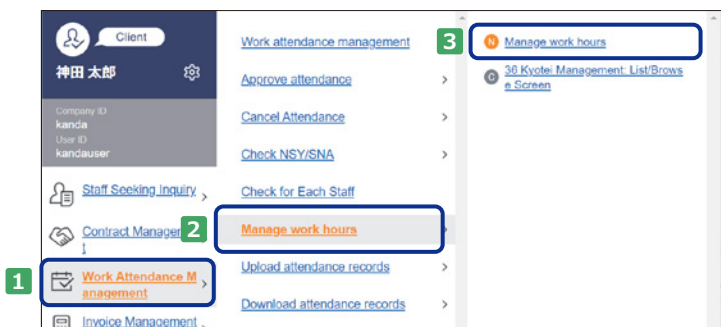 Client
神田 太郎
Company ID
kanda
User ID
kandauser
Staff Seeking Inquiry
Contract Manage
t
1
Work Attendance M
anagement
Invoice Management
Work attendance management
Approve attendance
Cancel Attendance
Check NSY/SNA
Check for Each Staff
2
Manage work hours
Upload attendance records
Download attendance records
3
N Manage work hours
C 36 Kyotei Management: List/Brows
e Screen